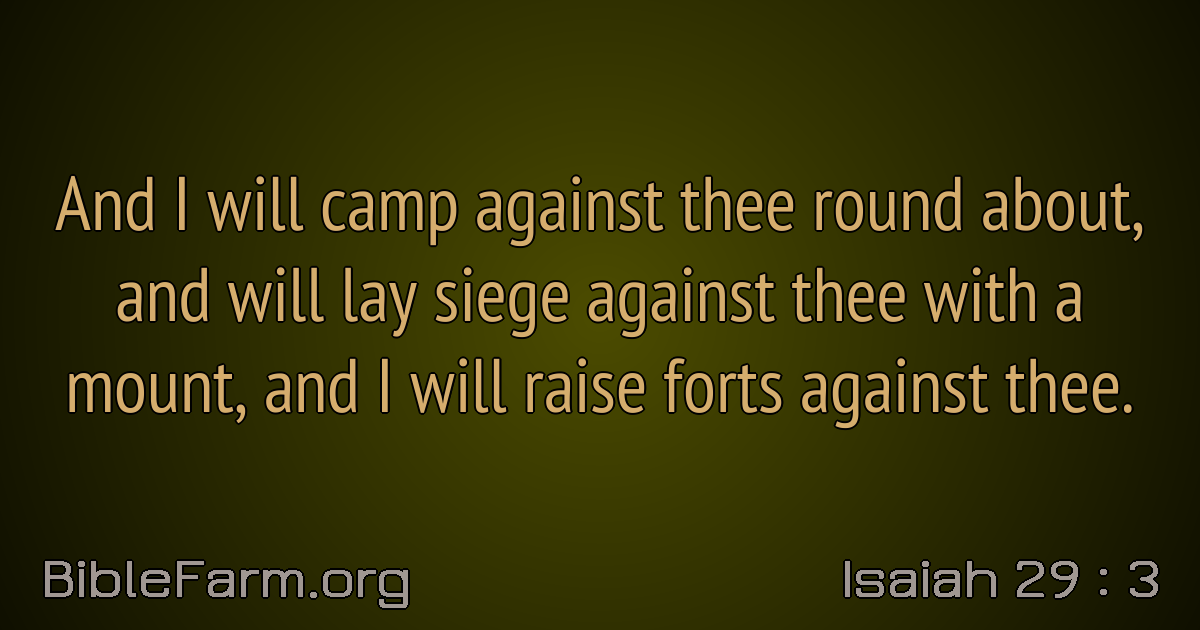 And I will camp against thee round about,
and will lay siege against thee with a
mount, and I will raise forts against thee.
BibleFarm.org
Isaiah 29 : 3